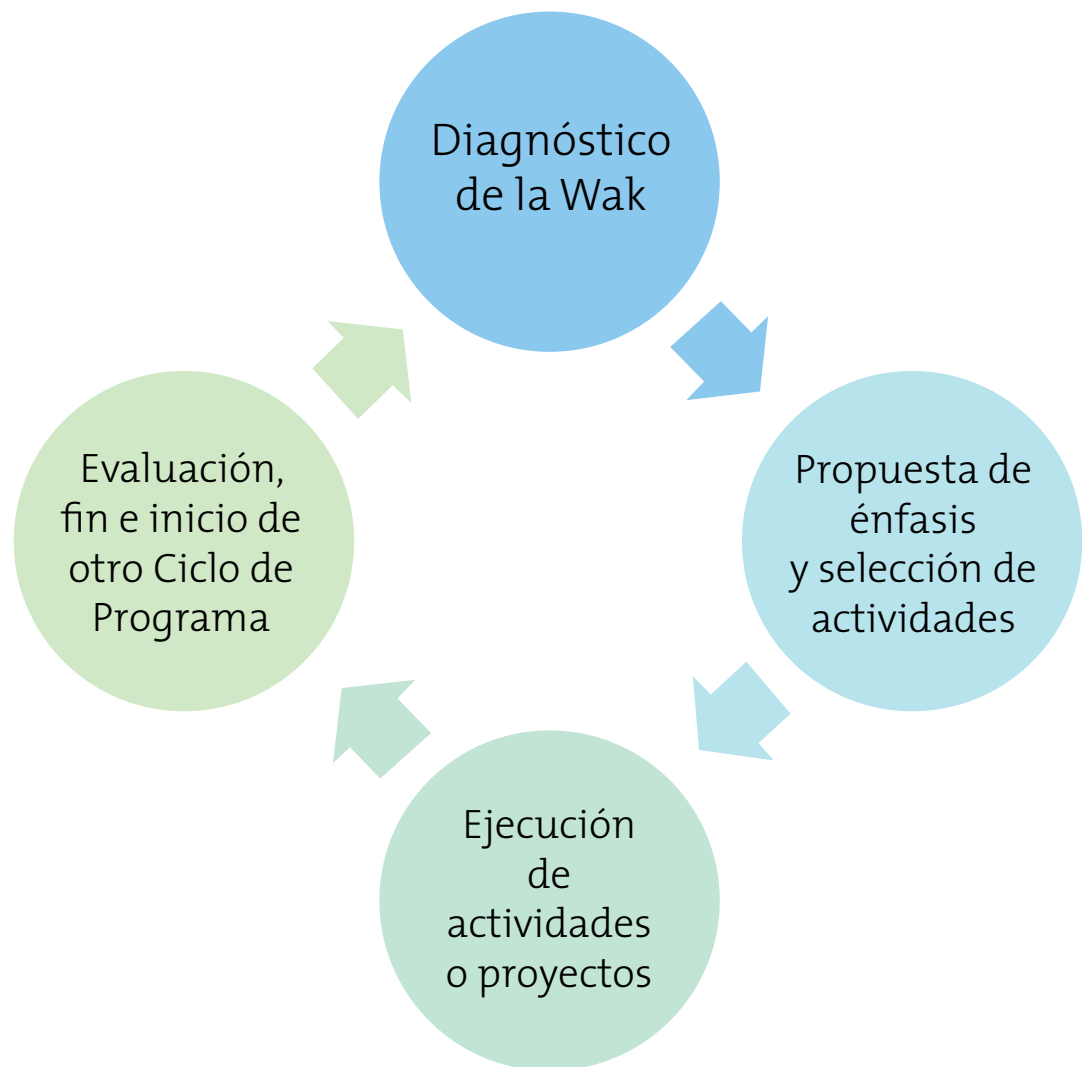 Diagnóstico
de la Wak
Propuesta de
énfasis
y selección de
actividades
Ejecución
de
actividades
o proyectos
Evaluación,
fin e inicio de
otro Ciclo de
Programa